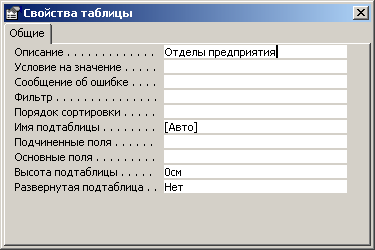 Свойства таблицы
Общие
Описание . . . . . . . . . . . . . Отделы предприятия
Условие на значение . . . . .
Сообщение об ошибке . . . .
Фильтр . . . . . . . . . . . . . . .
Порядок сортировки . . . . .
Имя подтаблицы . . . . . . . . [Авто]
Подчиненные поля . . . . . .
Основные поля . . . . . . . . .
Высота подтаблицы . . . . . 0см
Развернутая подтаблица . . Нет